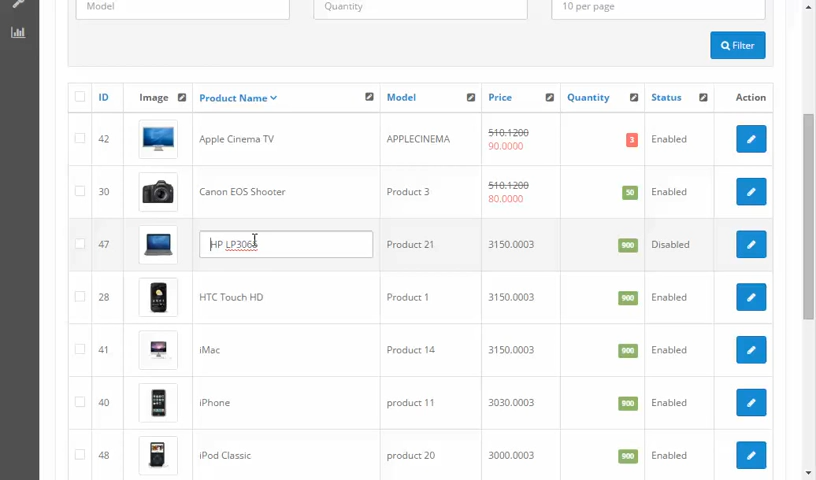 Model Quantity 10 per page
Filter
ID Image Product Name Model Price Quantity Status Action
42 Apple Cinema TV APPLECINEMA 510.1200 90.0000 3 Enabled
30 Canon EOS Shooter Product 3 510.1200 80.0000 50 Enabled
47 HP LP3065 Product 21 3150.0003 900 Disabled
28 HTC Touch HD Product 1 3150.0003 900 Enabled
41 iMac Product 14 3150.0003 900 Enabled
40 iPhone product 11 3030.0003 900 Enabled
48 iPod Classic product 20 3000.0003 900 Enabled